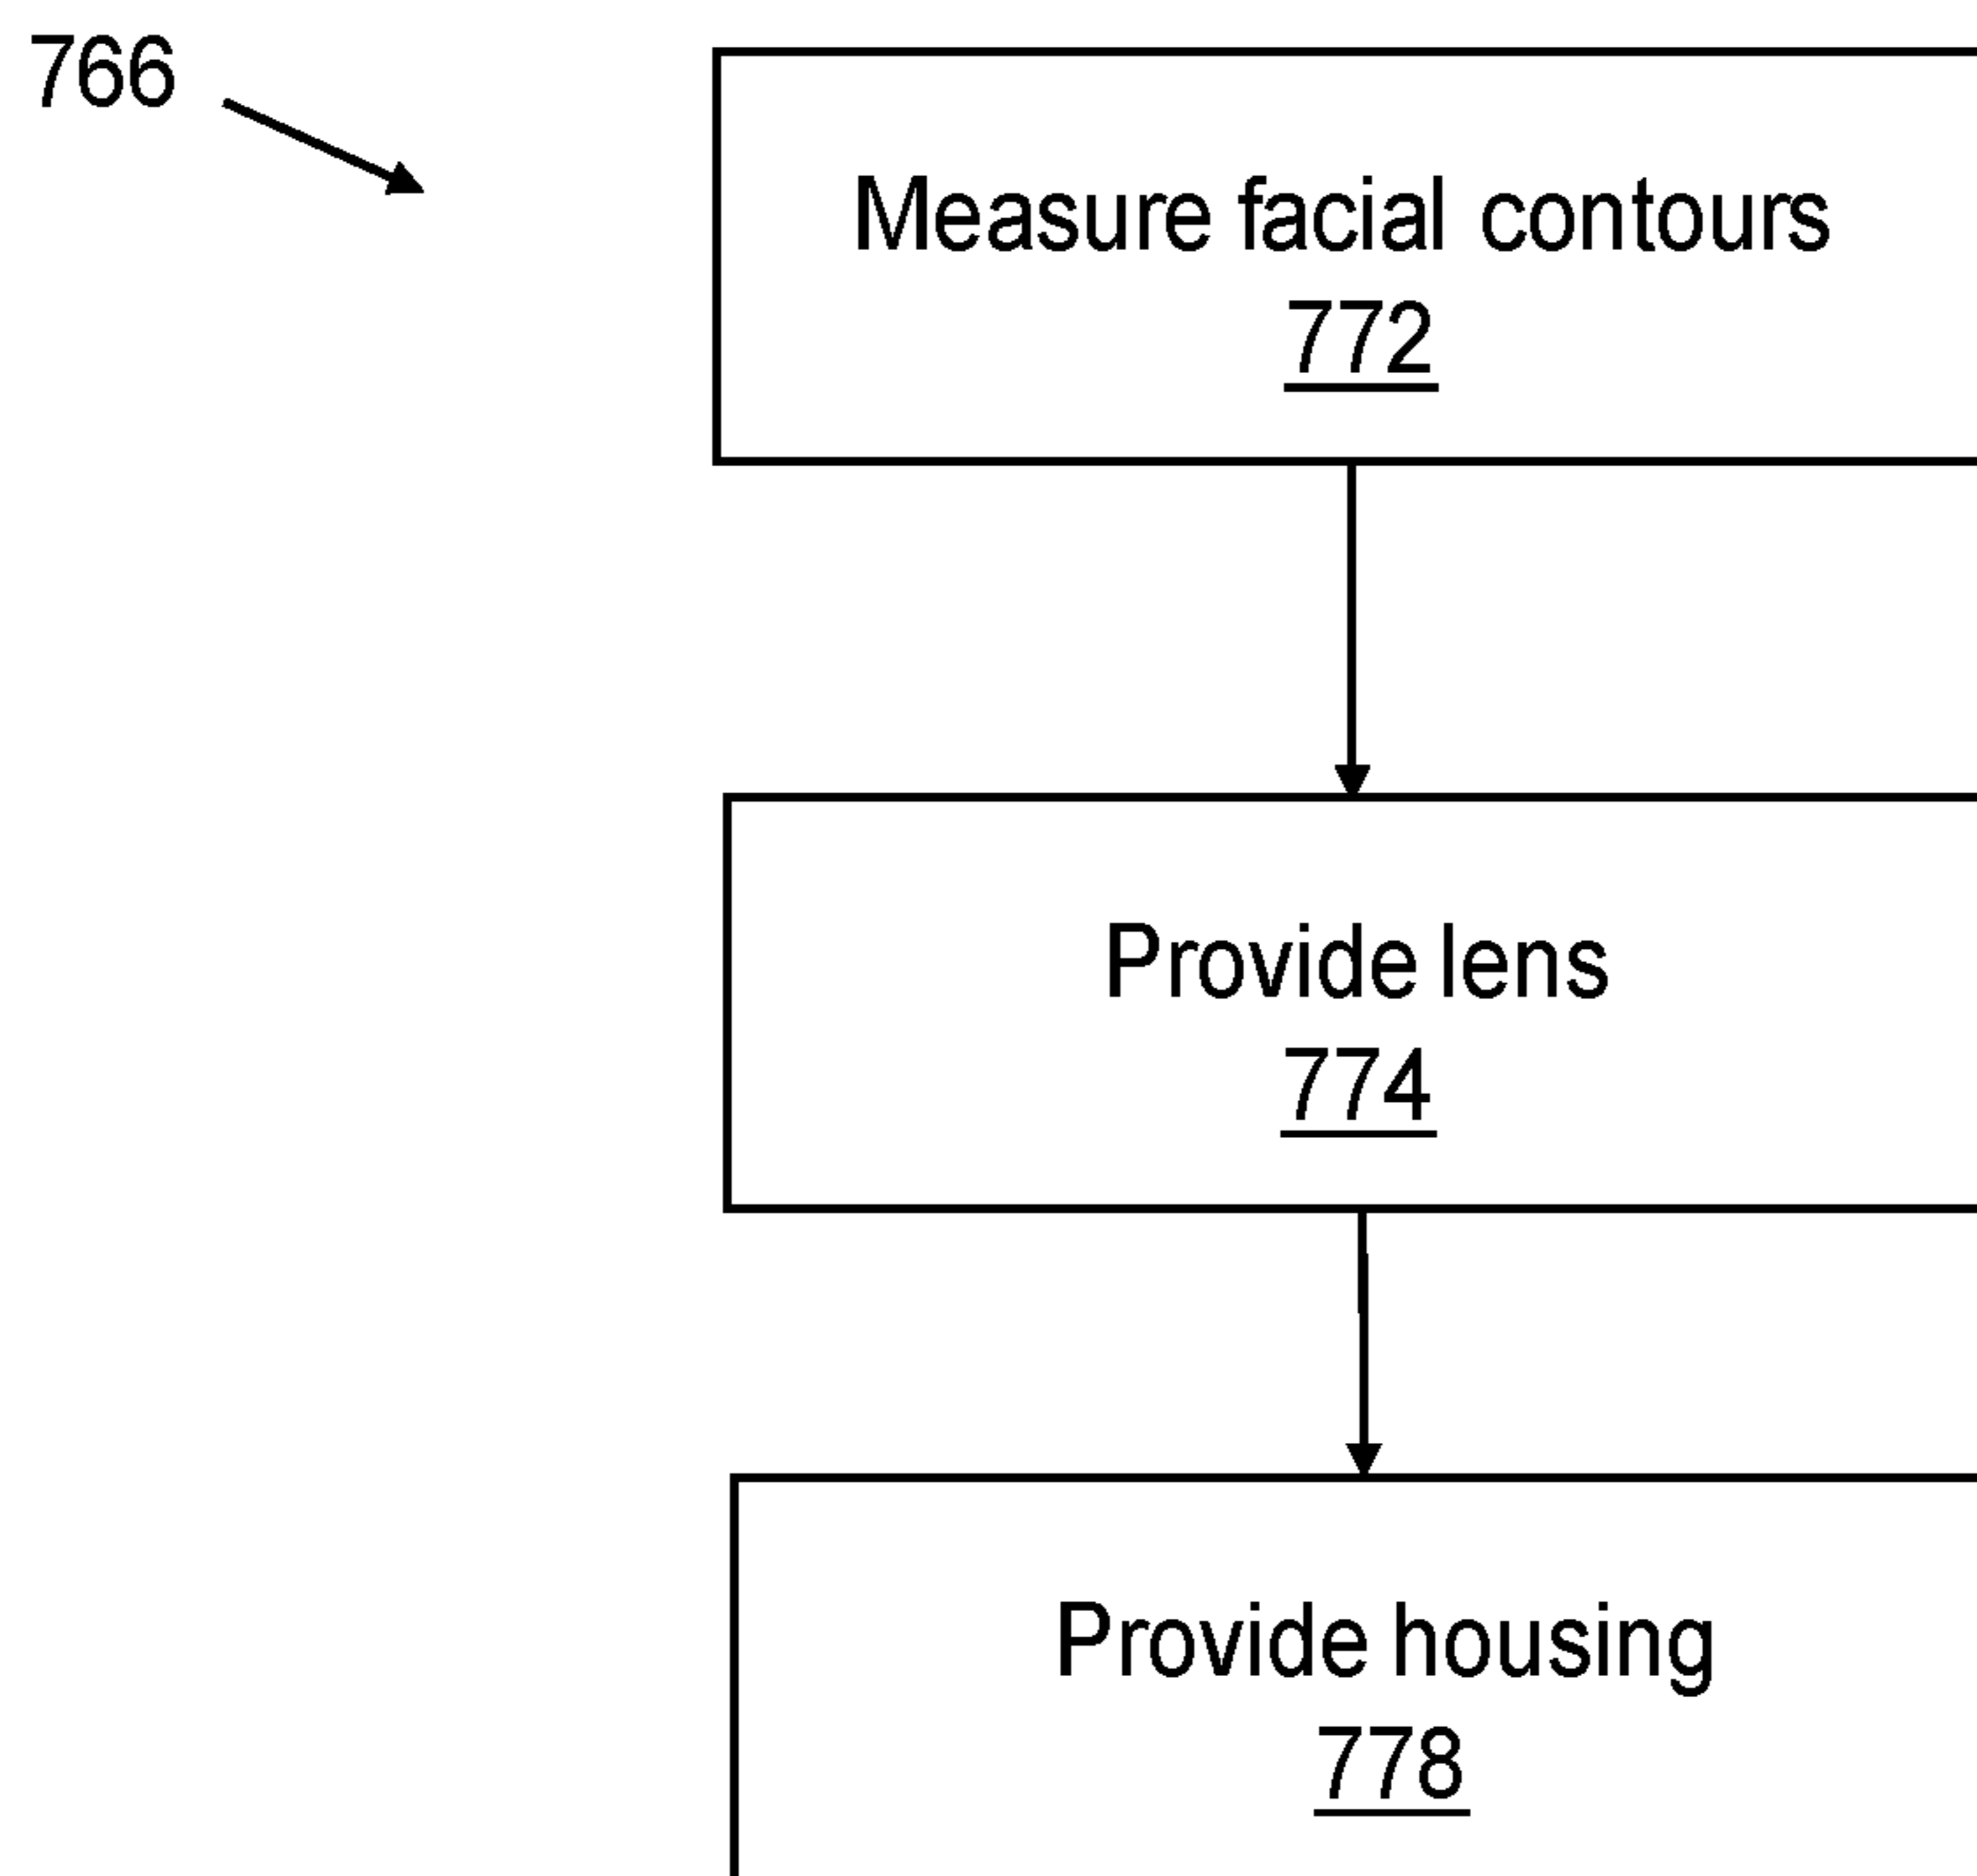 766
Measure facial contours
772
Provide lens
774
Provide housing
778